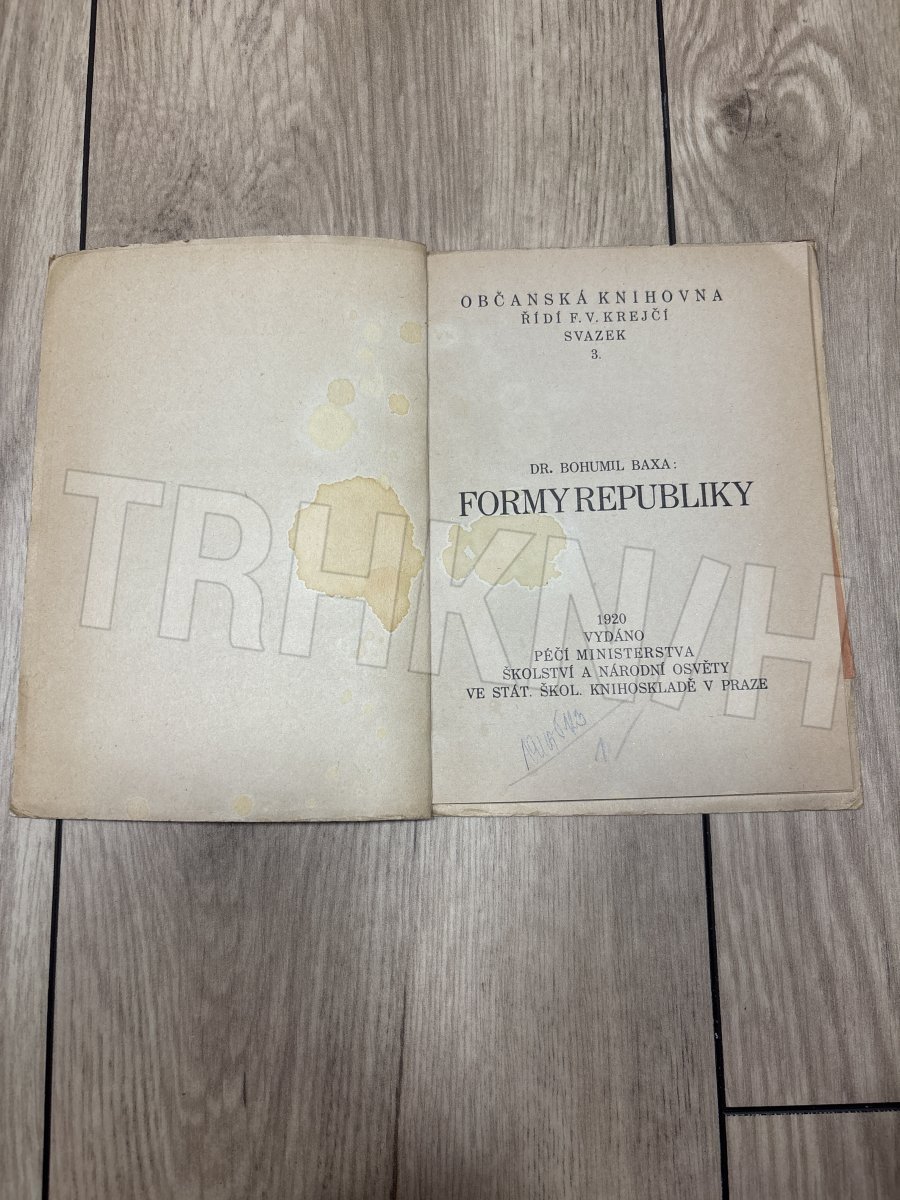 OBČANSKÁ KNIHOVNA
ŘÍDÍ F. V. KREJČÍ
SVAZEK
3.
DR. BOHUMIL BAXA:
FORMY REPUBLIKY
1920
VYDÁNO
PÉČÍ MINISTERSTVA
ŠKOLSTVÍ A NÁRODNÍ OSVĚTY
VE STÁT. ŠKOL. KNIHOSKLADĚ V PRAZE
TRHKNIH